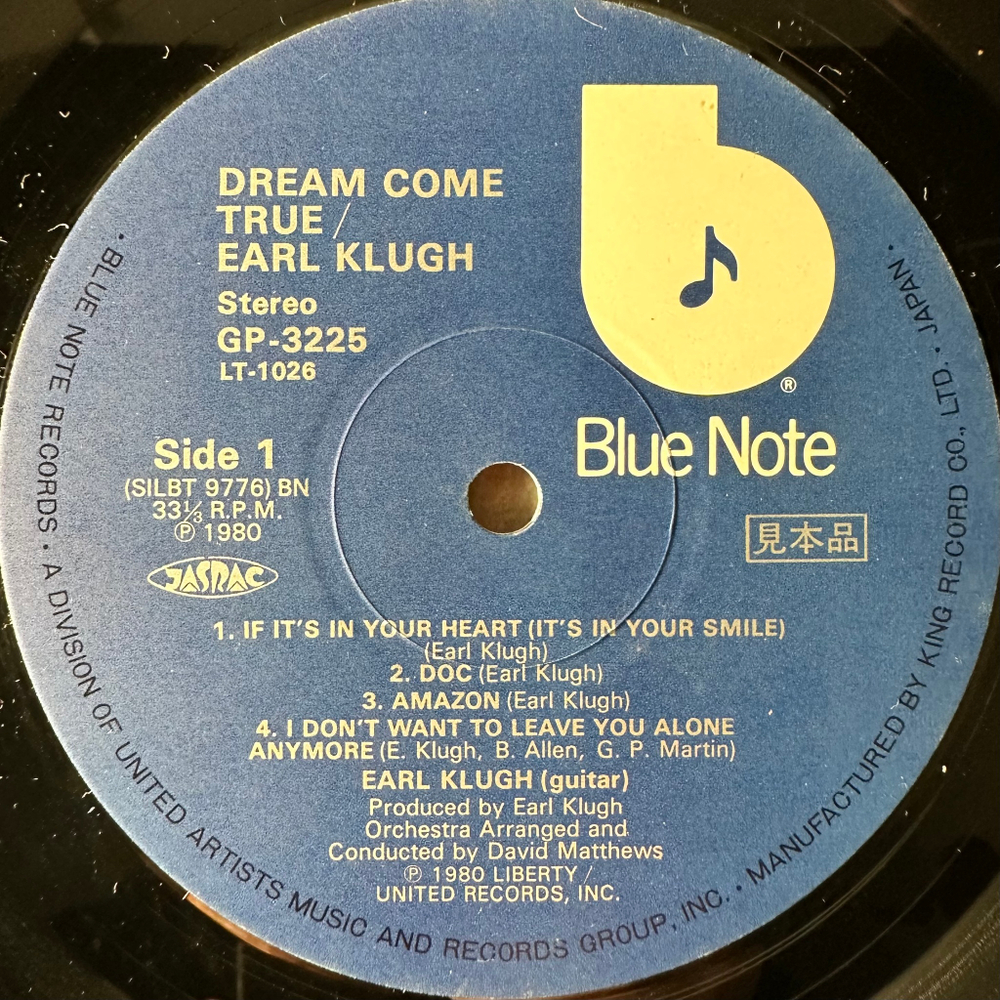 DREAM COME
TRUE /
EARL KLUGH
Stereo
GP-3225
LT-1026
®
Blue Note
Side 1
(SILBT 9776) BN
33⅓ R.P.M.
℗ 1980
JASRAC
見本品
1. IF IT'S IN YOUR HEART (IT'S IN YOUR SMILE)
(Earl Klugh)
2. DOC (Earl Klugh)
3. AMAZON (Earl Klugh)
4. I DON'T WANT TO LEAVE YOU ALONE
ANYMORE (E. Klugh, B. Allen, G. P. Martin)
EARL KLUGH (guitar)
Produced by Earl Klugh
Orchestra Arranged and
Conducted by David Matthews
℗ 1980 LIBERTY /
UNITED RECORDS, INC.
• BLUE NOTE RECORDS • A DIVISION OF UNITED ARTISTS MUSIC AND RECORDS GROUP, INC. • MANUFACTURED BY KING RECORD CO., LTD. • JAPAN •